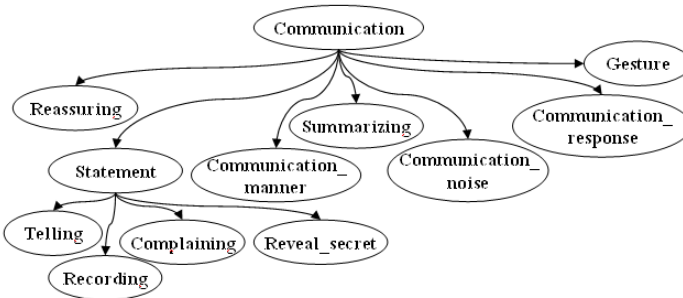 Communication
Gesture
Reassuring
Summarizing
Communication_
response
Statement
Communication_
manner
Communication_
noise
Telling
Complaining
Reveal_secret
Recording